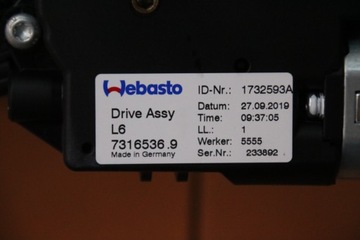 Webasto
Drive Assy
L6
7316536.9
Made in Germany
ID-Nr.: 1732593A
Datum: 27.09.2019
Time: 09:37:05
LL.: 1
Werker: 5555
Ser.Nr.: 233892